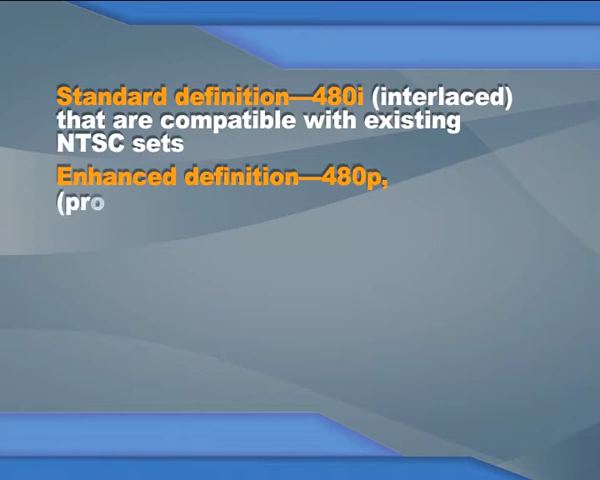 Standard definition—480i (interlaced)
that are compatible with existing
NTSC sets
Enhanced definition—480p,
(pro